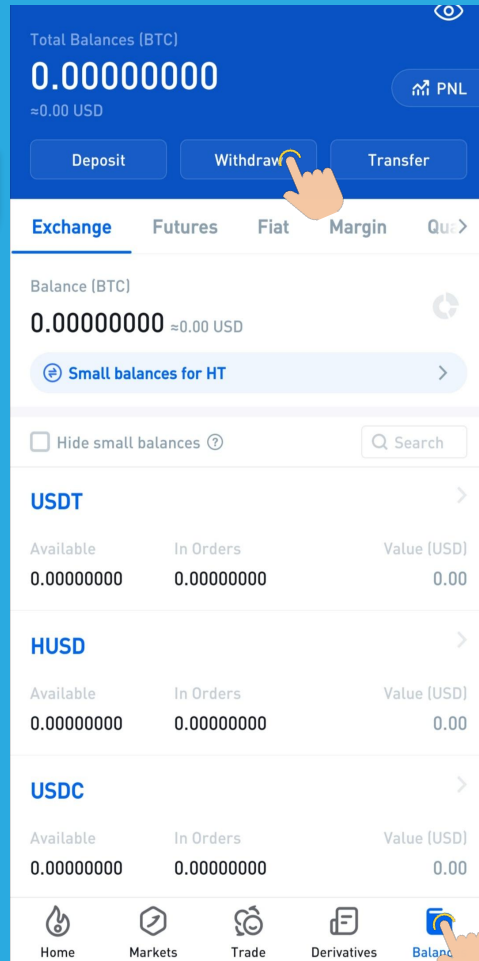 Total Balances (BTC)
0.00000000
≈0.00 USD
PNL
Deposit Withdraw Transfer
Exchange Futures Fiat Margin
Balance (BTC)
0.00000000 ≈0.00 USD
Small balances for HT
Hide small balances ? Search
USDT
Available In Orders Value (USD)
0.00000000 0.00000000 0.00
HUSD
Available In Orders Value (USD)
0.00000000 0.00000000 0.00
USDC
Available In Orders Value (USD)
0.00000000 0.00000000 0.00
Home Markets Trade Derivatives Balances